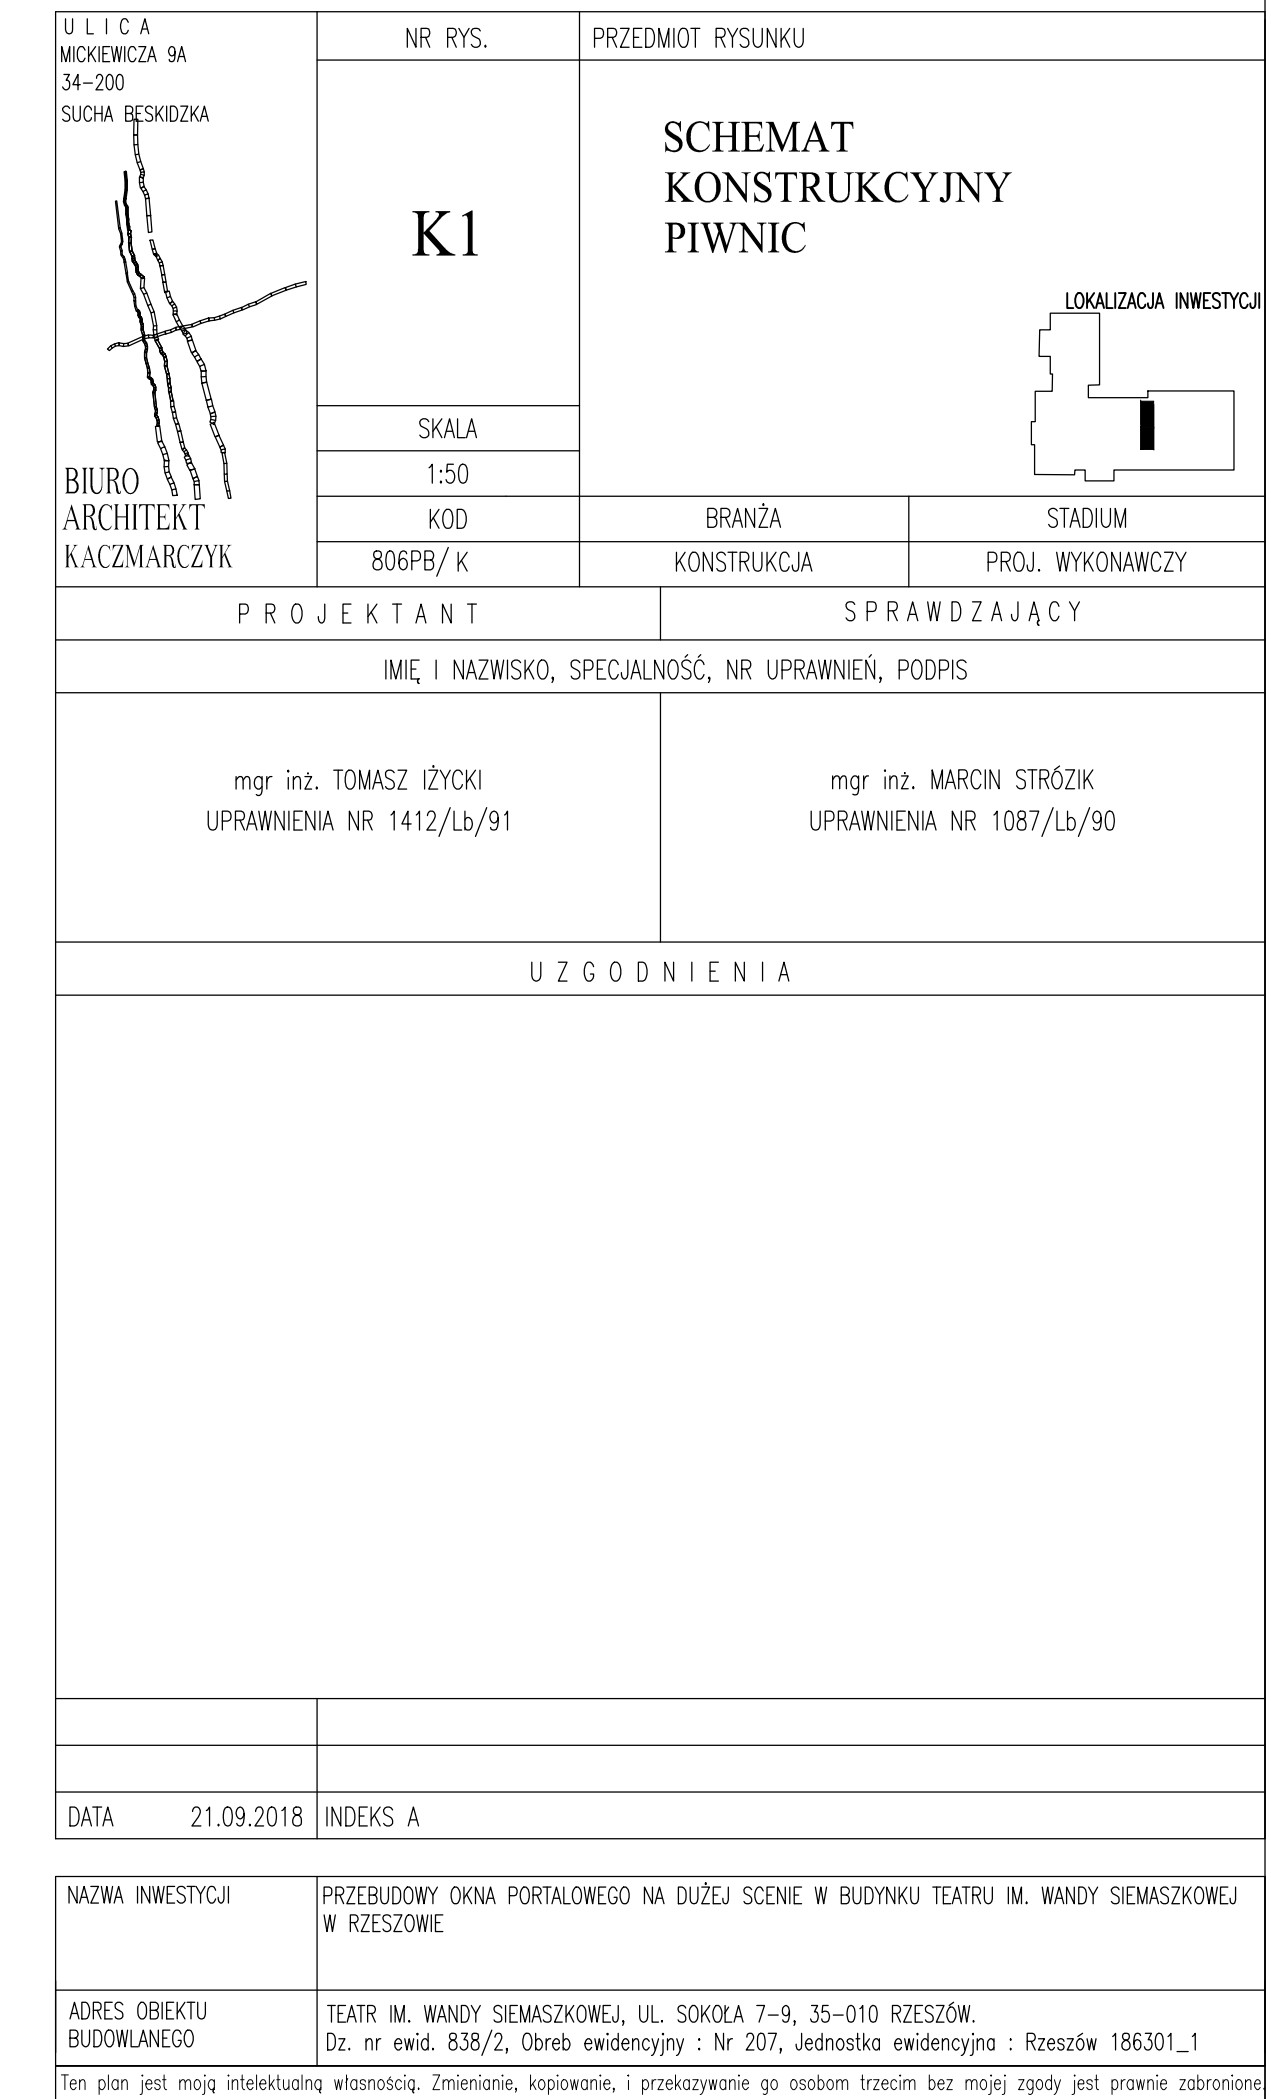 ULICA
MICKIEWICZA 9A
34-200
SUCHA BESKIDZKA
BIURO
ARCHITEKT
KACZMARCZYK
NR RYS.
K1
SKALA
1:50
KOD
806PB/ K
PRZEDMIOT RYSUNKU
SCHEMAT
KONSTRUKCYJNY
PIWNIC
LOKALIZACJA INWESTYCJI
BRANŻA
STADIUM
KONSTRUKCJA
PROJ. WYKONAWCZY
PROJEKTANT
SPRAWDZAJĄCY
IMIĘ I NAZWISKO, SPECJALNOŚĆ, NR UPRAWNIEŃ, PODPIS
mgr inż. TOMASZ IŻYCKI
UPRAWNIENIA NR 1412/Lb/91
mgr inż. MARCIN STRÓZIK
UPRAWNIENIA NR 1087/Lb/90
UZGODNIENIA
DATA 21.09.2018 INDEKS A
NAZWA INWESTYCJI
PRZEBUDOWY OKNA PORTALOWEGO NA DUŻEJ SCENIE W BUDYNKU TEATRU IM. WANDY SIEMASZKOWEJ
W RZESZOWIE
ADRES OBIEKTU
BUDOWLANEGO
TEATR IM. WANDY SIEMASZKOWEJ, UL. SOKOŁA 7-9, 35-010 RZESZÓW.
Dz. nr ewid. 838/2, Obreb ewidencyjny : Nr 207, Jednostka ewidencyjna : Rzeszów 186301_1
Ten plan jest moją intelektualną własnością. Zmienianie, kopiowanie, i przekazywanie go osobom trzecim bez mojej zgody jest prawnie zabronione.